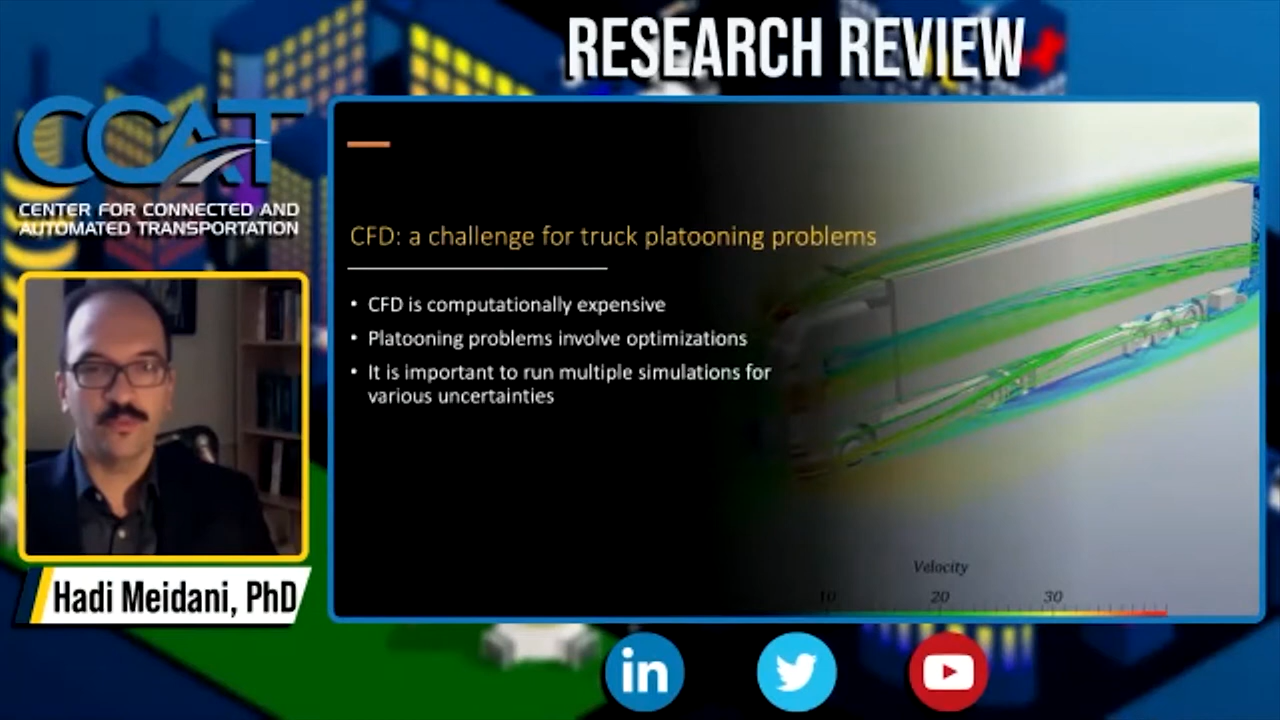 RESEARCH REVIEW
CCAT
CENTER FOR CONNECTED AND
AUTOMATED TRANSPORTATION
CFD: a challenge for truck platooning problems
• CFD is computationally expensive
• Platooning problems involve optimizations
• It is important to run multiple simulations for
various uncertainties
Velocity
10 20 30
Hadi Meidani, PhD
in